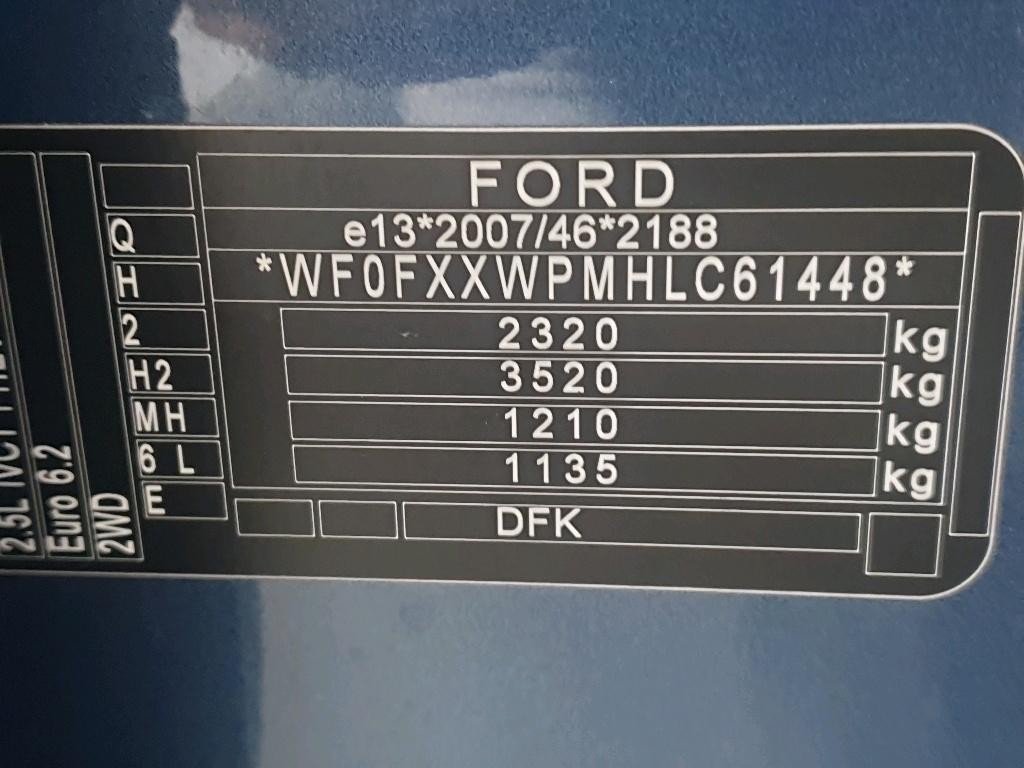 FORD
e13*2007/46*2188
*WF0FXXWPMHLC61448*
2320 kg
3520 kg
1210 kg
1135 kg
DFK
Q
H
2
H2
MH
6 L
E
2WD
Euro 6.2
2.5L